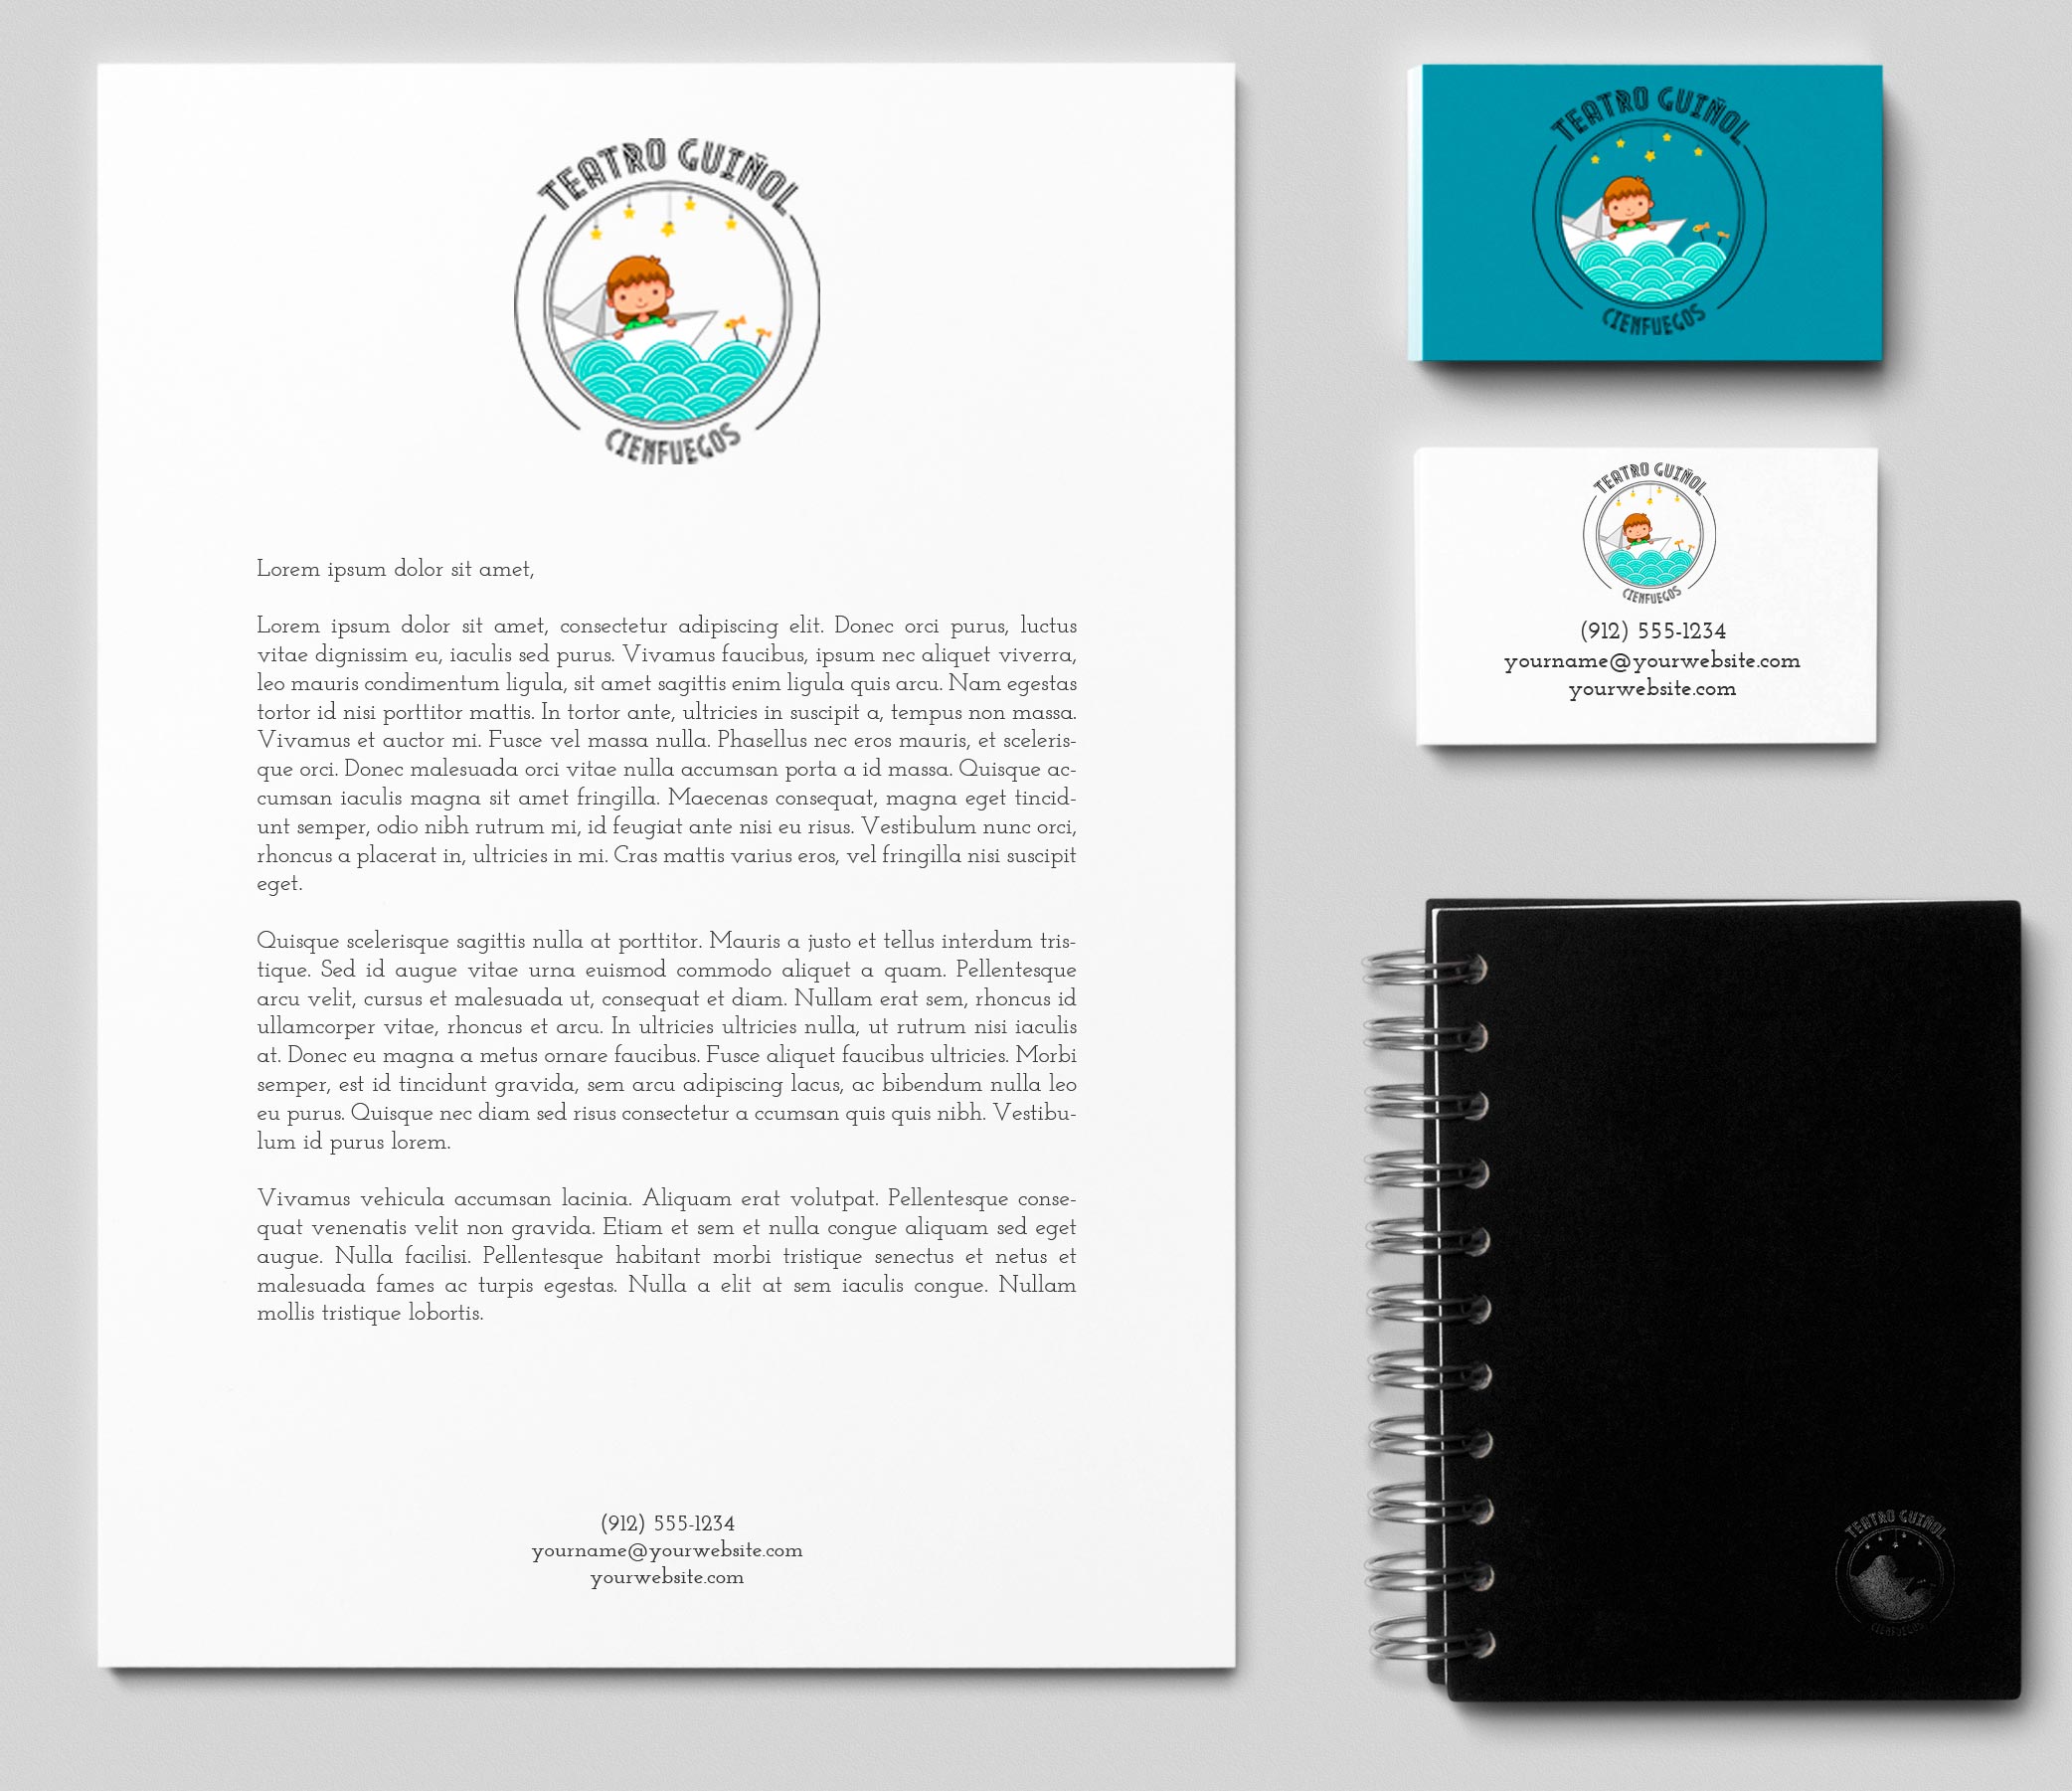 TEATRO GUIÑOL
CIENFUEGOS
Lorem ipsum dolor sit amet,
Lorem ipsum dolor sit amet, consectetur adipiscing elit. Donec orci purus, luctus
vitae dignissim eu, iaculis sed purus. Vivamus faucibus, ipsum nec aliquet viverra,
leo mauris condimentum ligula, sit amet sagittis enim ligula quis arcu. Nam egestas
tortor id nisi porttitor mattis. In tortor ante, ultricies in suscipit a, tempus non massa.
Vivamus et auctor mi. Fusce vel massa nulla. Phasellus nec eros mauris, et sceleris-
que orci. Donec malesuada orci vitae nulla accumsan porta a id massa. Quisque ac-
cumsan iaculis magna sit amet fringilla. Maecenas consequat, magna eget tincid-
unt semper, odio nibh rutrum mi, id feugiat ante nisi eu risus. Vestibulum nunc orci,
rhoncus a placerat in, ultricies in mi. Cras mattis varius eros, vel fringilla nisi suscipit
eget.
Quisque scelerisque sagittis nulla at porttitor. Mauris a justo et tellus interdum tris-
tique. Sed id augue vitae urna euismod commodo aliquet a quam. Pellentesque
arcu velit, cursus et malesuada ut, consequat et diam. Nullam erat sem, rhoncus id
ullamcorper vitae, rhoncus et arcu. In ultricies ultricies nulla, ut rutrum nisi iaculis
at. Donec eu magna a metus ornare faucibus. Fusce aliquet faucibus ultricies. Morbi
semper, est id tincidunt gravida, sem arcu adipiscing lacus, ac bibendum nulla leo
eu purus. Quisque nec diam sed risus consectetur a ccumsan quis quis nibh. Vestibu-
lum id purus lorem.
Vivamus vehicula accumsan lacinia. Aliquam erat volutpat. Pellentesque conse-
quat venenatis velit non gravida. Etiam et sem et nulla congue aliquam sed eget
augue. Nulla facilisi. Pellentesque habitant morbi tristique senectus et netus et
malesuada fames ac turpis egestas. Nulla a elit at sem iaculis congue. Nullam
mollis tristique lobortis.
(912) 555-1234
yourname@yourwebsite.com
yourwebsite.com
TEATRO GUIÑOL
CIENFUEGOS
TEATRO GUIÑOL
CIENFUEGOS
(912) 555-1234
yourname@yourwebsite.com
yourwebsite.com
TEATRO GUIÑOL
CIENFUEGOS